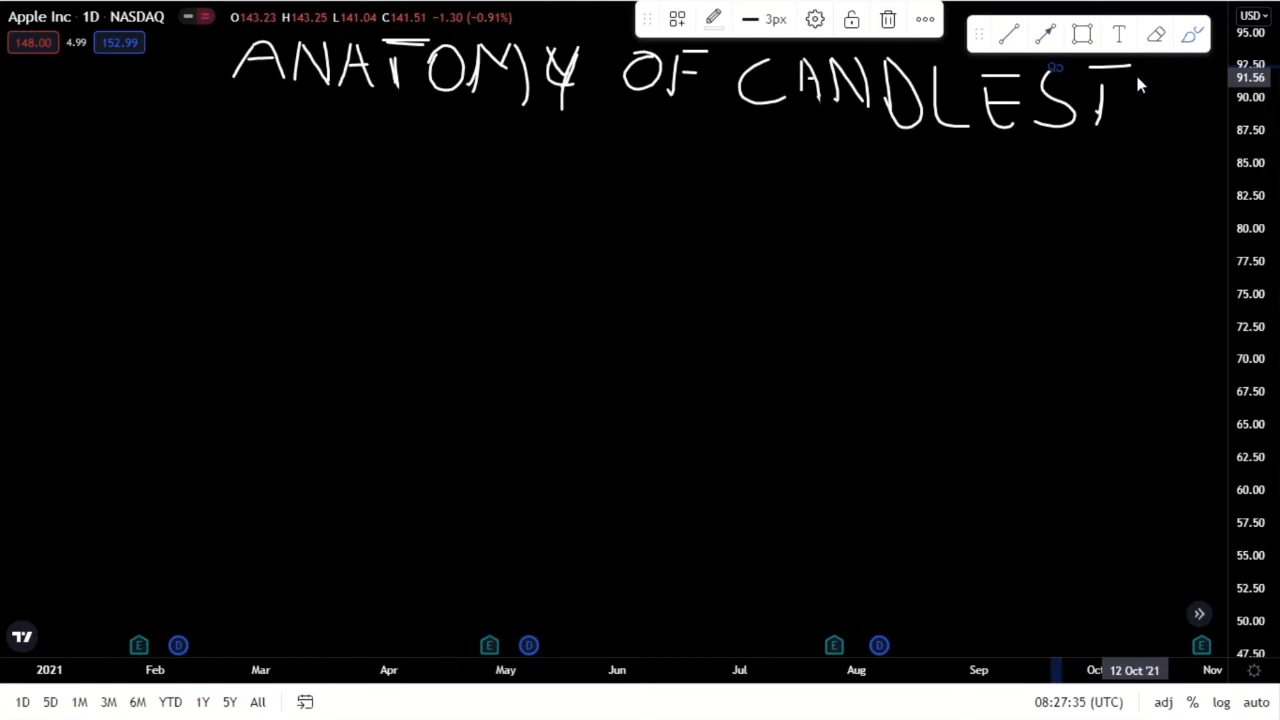 Apple Inc · 1D · NASDAQ O143.23 H143.25 L141.04 C141.51 −1.30 (−0.91%)
148.00 4.99 152.99
3px
T
USD
ANATOMY OF CANDLEST
95.00
92.50
91.56
90.00
87.50
85.00
82.50
80.00
77.50
75.00
72.50
70.00
67.50
65.00
62.50
60.00
57.50
55.00
52.50
50.00
47.50
E D E D E D E
2021 Feb Mar Apr May Jun Jul Aug Sep Oct 12 Oct '21 Nov
1D 5D 1M 3M 6M YTD 1Y 5Y All 08:27:35 (UTC) adj % log auto